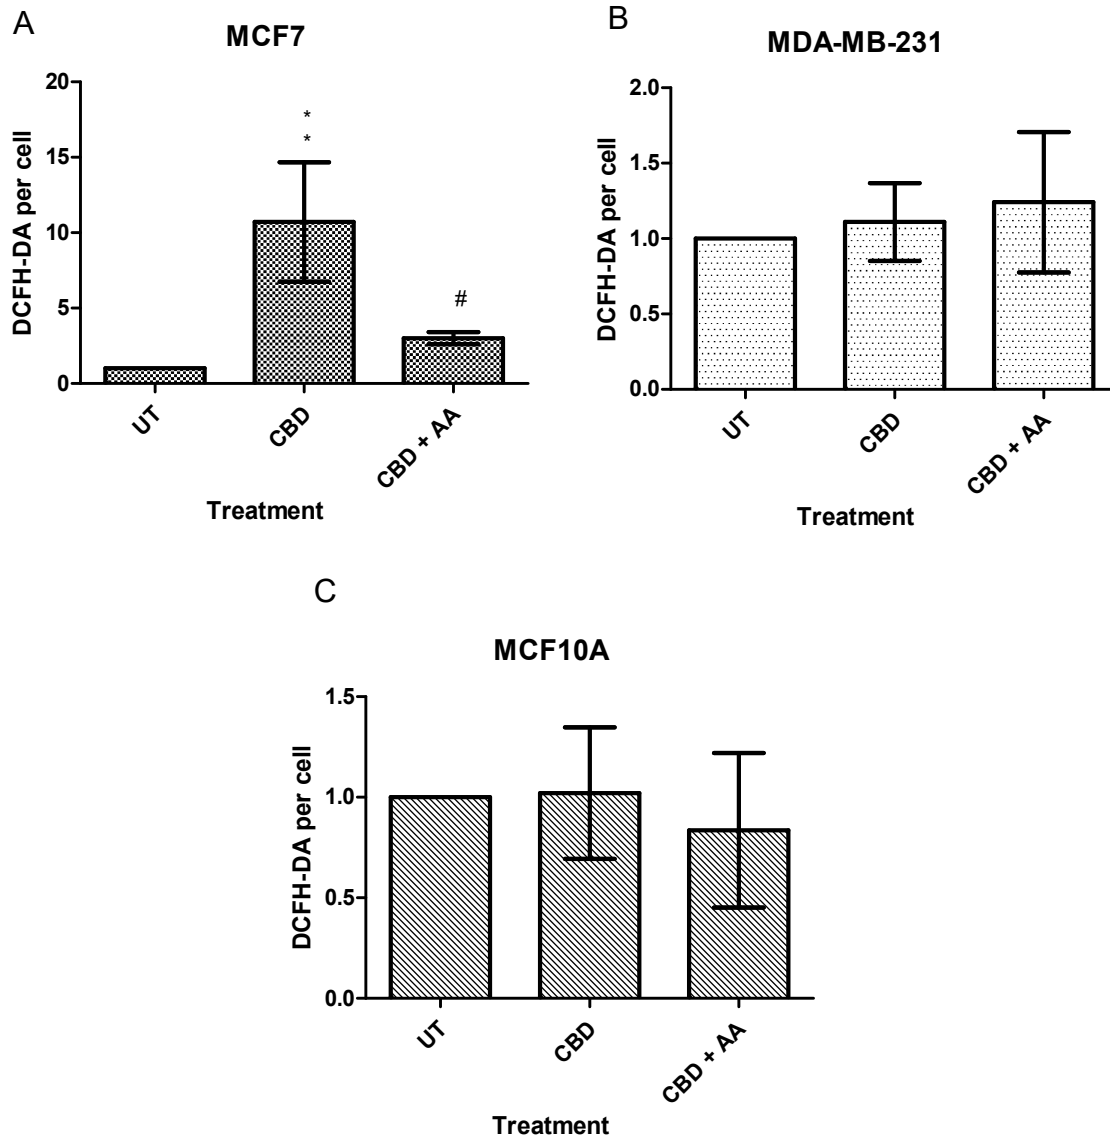 A
MCF7
DCFH-DA per cell
20
15
10
5
0
*
*
#
UT
CBD
CBD + AA
Treatment
B
MDA-MB-231
DCFH-DA per cell
2.0
1.5
1.0
0.5
0.0
UT
CBD
CBD + AA
Treatment
C
MCF10A
DCFH-DA per cell
1.5
1.0
0.5
0.0
UT
CBD
CBD + AA
Treatment